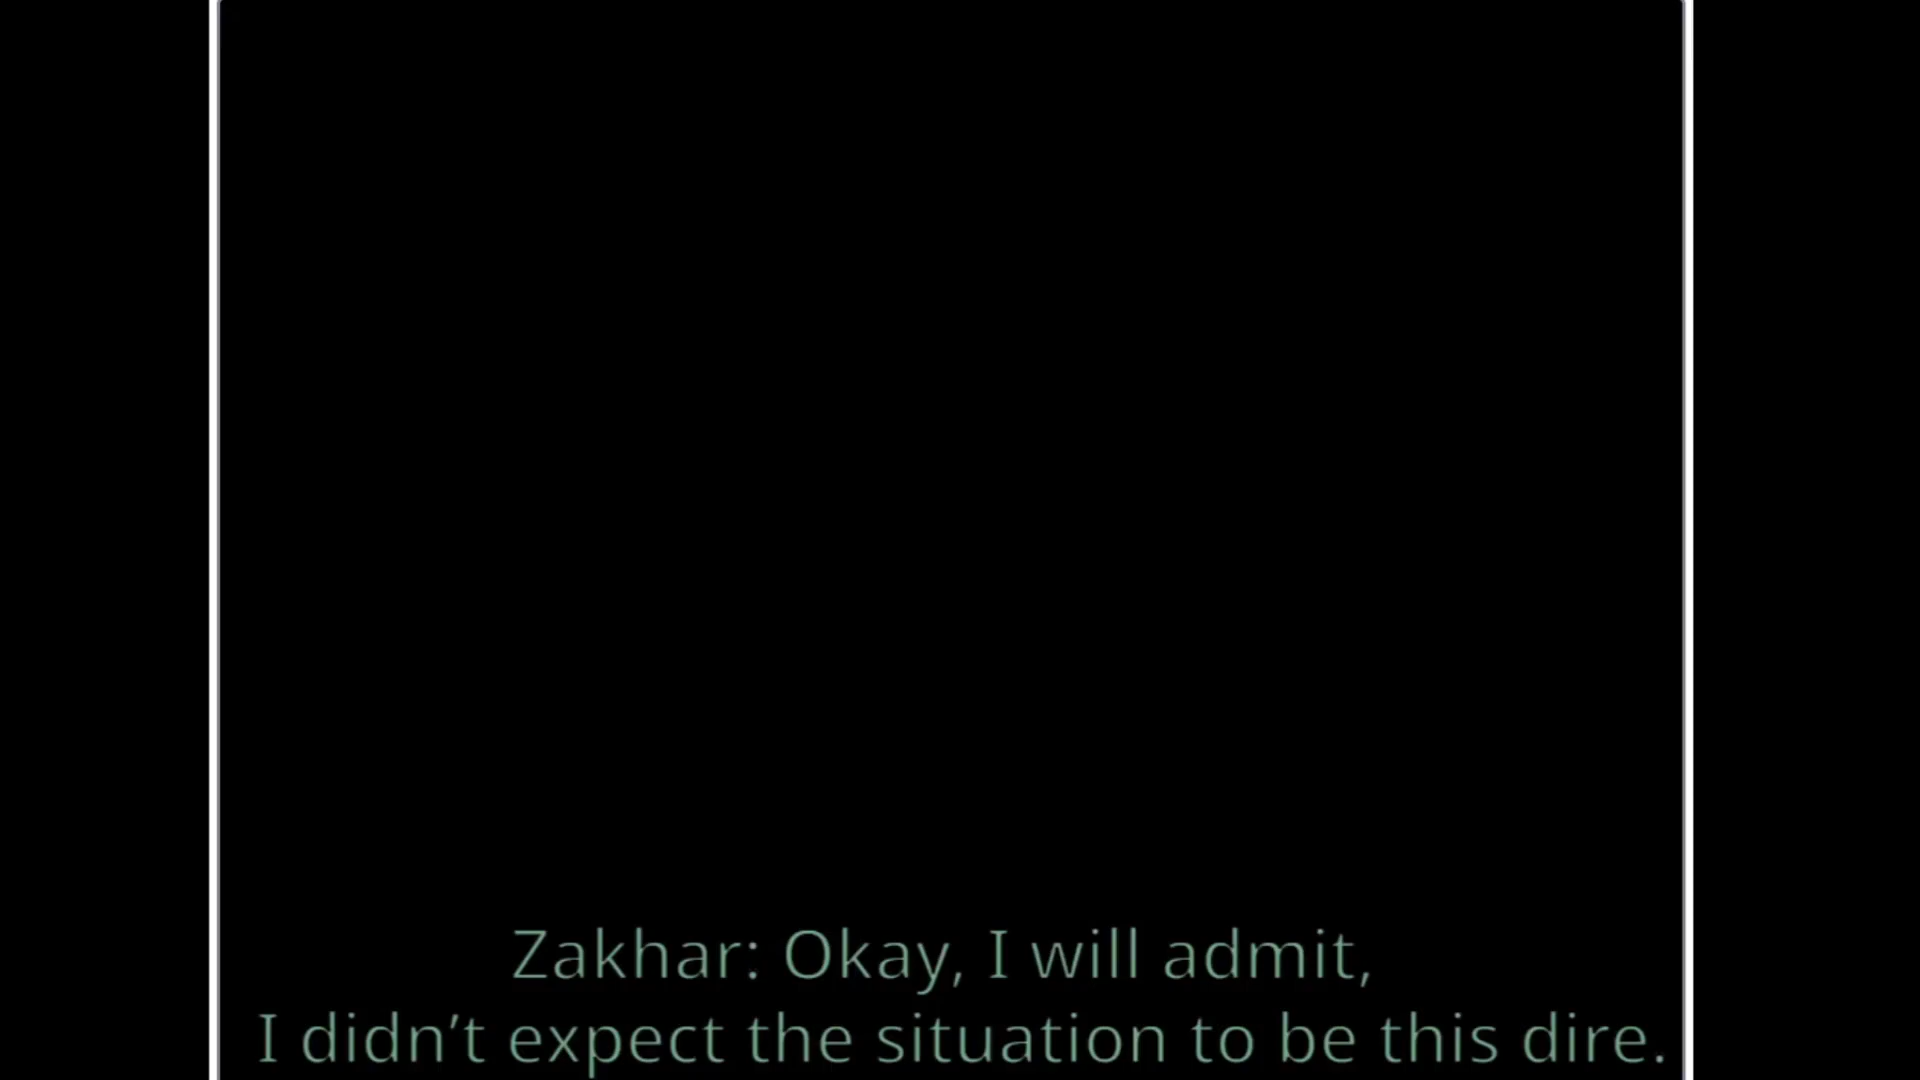 Zakhar: Okay, I will admit,
I didn’t expect the situation to be this dire.